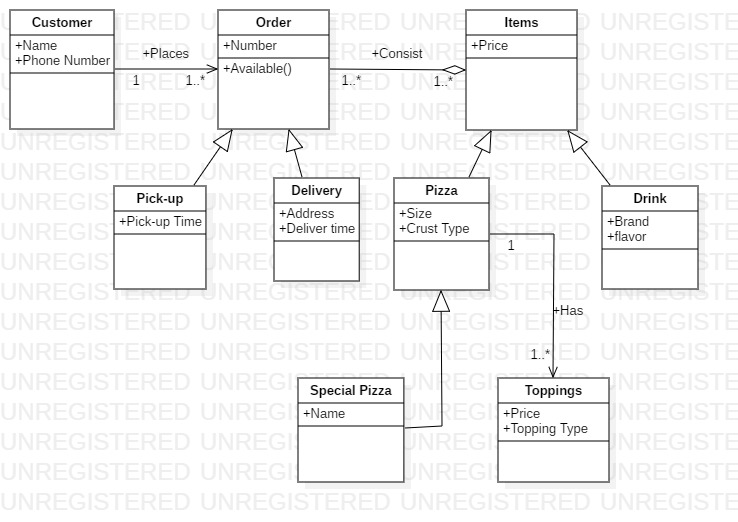 Customer
+Name
+Phone Number
+Places
1
1..*
Order
+Number
+Available()
+Consist
1..*
1..*
Items
+Price
Pick-up
+Pick-up Time
Delivery
+Address
+Deliver time
Pizza
+Size
+Crust Type
1
+Has
1..*
Drink
+Brand
+flavor
Special Pizza
+Name
Toppings
+Price
+Topping Type
UNREGISTERED